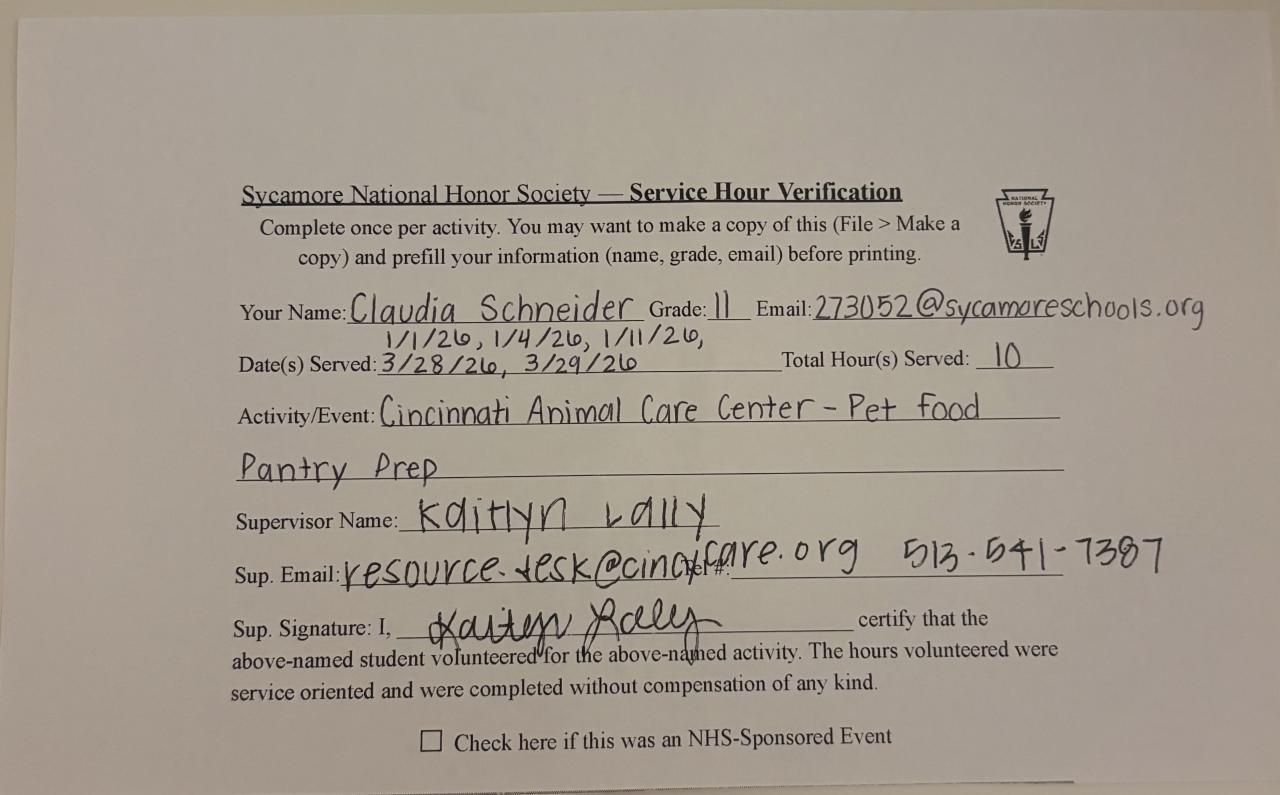 Sycamore National Honor Society — Service Hour Verification
Complete once per activity. You may want to make a copy of this (File > Make a
copy) and prefill your information (name, grade, email) before printing.
NATIONAL
HONOR SOCIETY
Your Name: Claudia Schneider Grade: 11 Email: 273052@sycamoreschools.org
1/1/26, 1/4/26, 1/11/26,
Date(s) Served: 3/28/26, 3/29/26 Total Hour(s) Served: 10
Activity/Event: Cincinnati Animal Care Center - Pet food
Pantry Prep
Supervisor Name: Kaitlyn Lally
Sup. Email: resource.desk@cincycare.org 513-541-7387
Sup. Signature: I, Kaitlyn Lally certify that the
above-named student volunteered for the above-named activity. The hours volunteered were
service oriented and were completed without compensation of any kind.
☐ Check here if this was an NHS-Sponsored Event